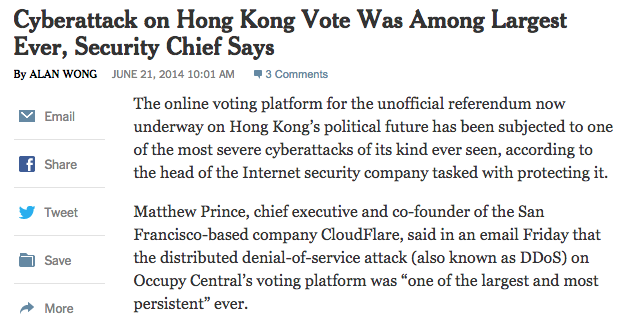 Cyberattack on Hong Kong Vote Was Among Largest
Ever, Security Chief Says
By ALAN WONG JUNE 21, 2014 10:01 AM 3 Comments
Email
Share
Tweet
Save
More
The online voting platform for the unofficial referendum now
underway on Hong Kong’s political future has been subjected to one
of the most severe cyberattacks of its kind ever seen, according to
the head of the Internet security company tasked with protecting it.
Matthew Prince, chief executive and co-founder of the San
Francisco-based company CloudFlare, said in an email Friday that
the distributed denial-of-service attack (also known as DDoS) on
Occupy Central’s voting platform was “one of the largest and most
persistent” ever.